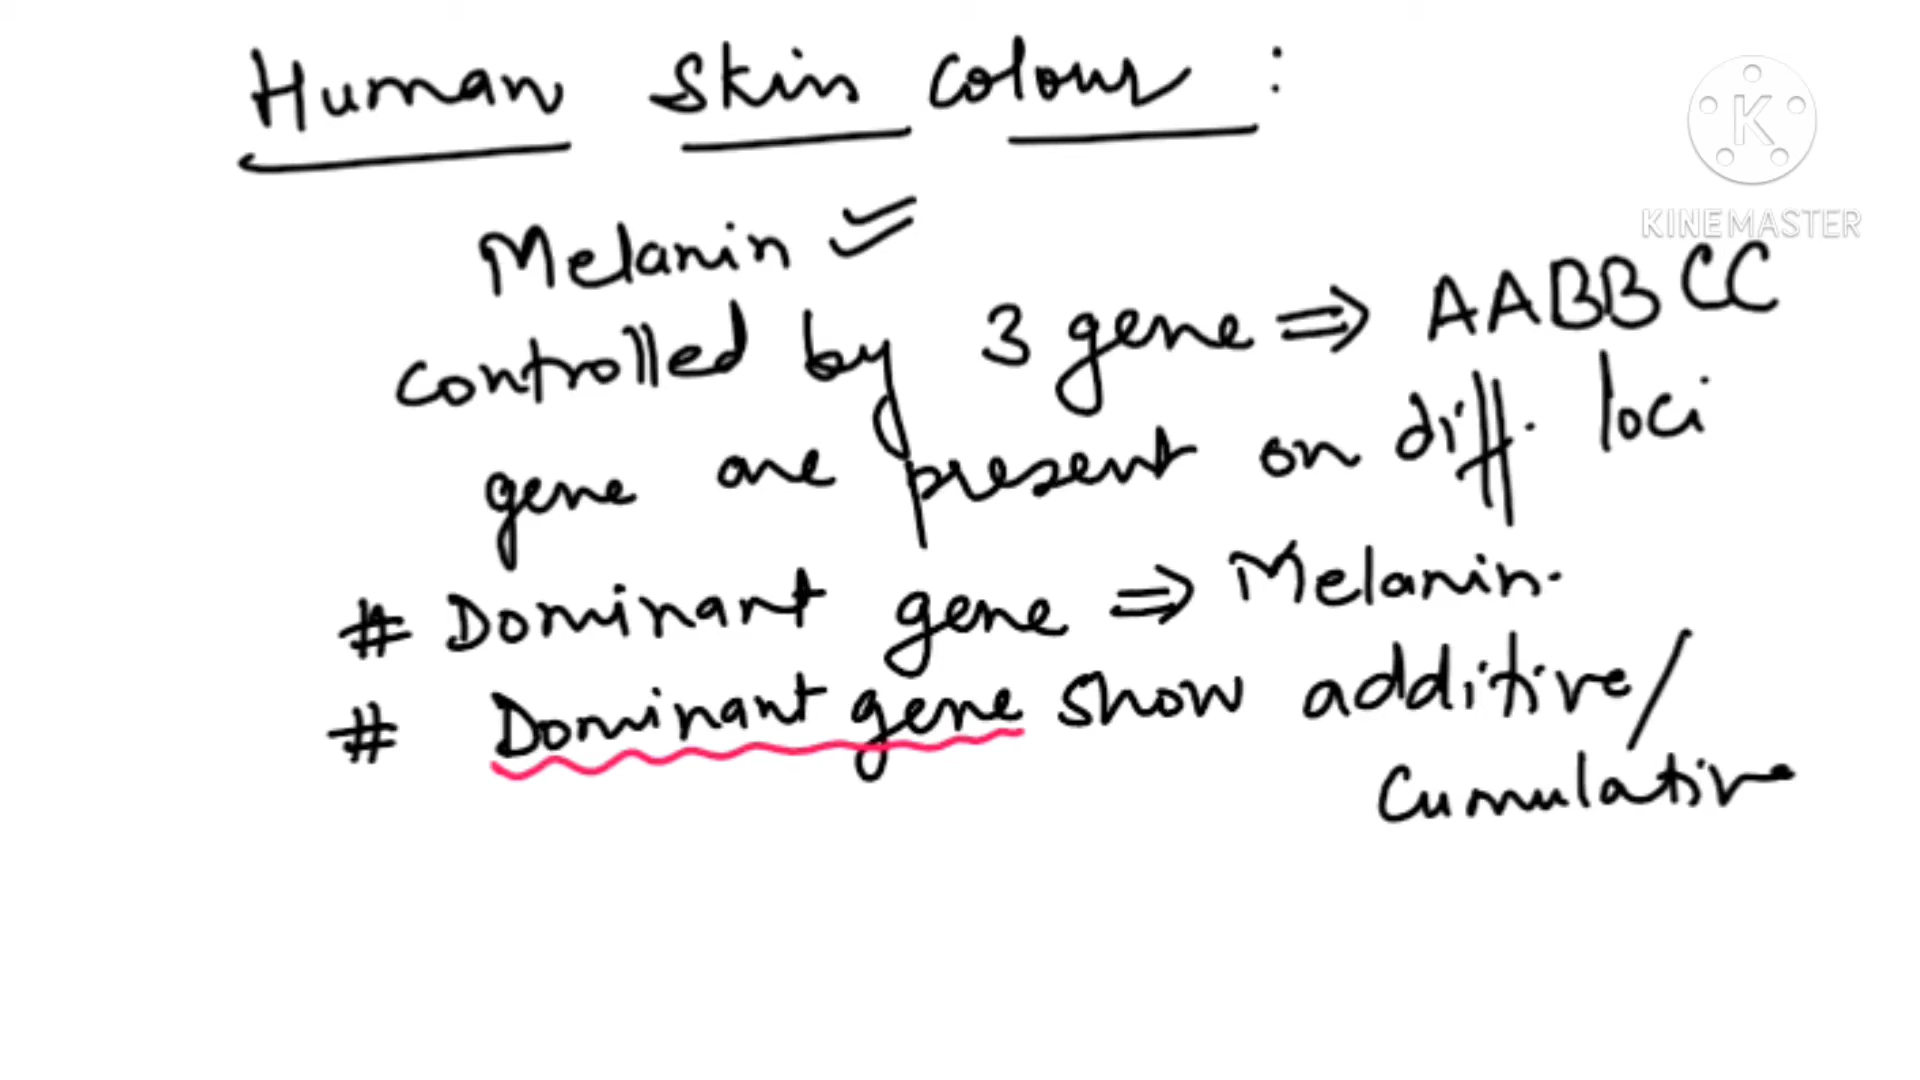 Human Skin Colour :
K
KINEMASTER
Melanin
controlled by 3 gene ⇒ AABBCC
gene are present on diff. loci
# Dominant gene ⇒ Melanin.
# Dominant gene show additive/
Cumulative